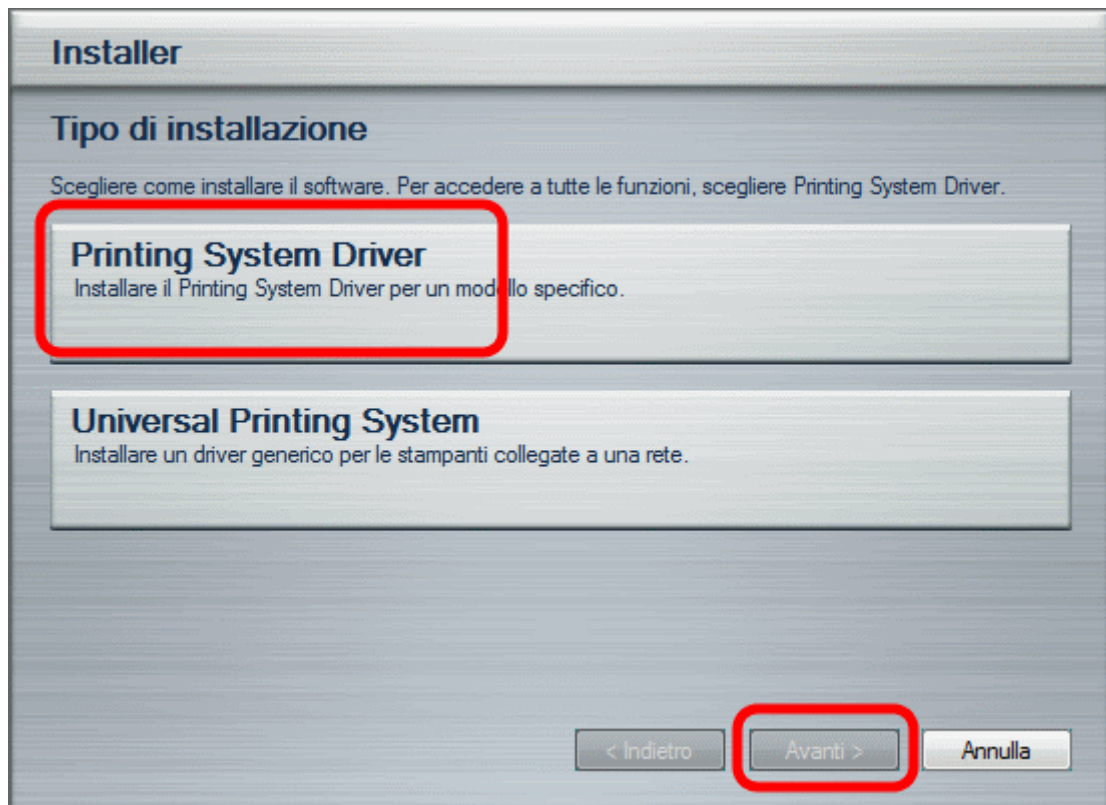 Installer
Tipo di installazione
Scegliere come installare il software. Per accedere a tutte le funzioni, scegliere Printing System Driver.
Printing System Driver
Installare il Printing System Driver per un modello specifico.
Universal Printing System
Installare un driver generico per le stampanti collegate a una rete.
< Indietro Avanti > Annulla